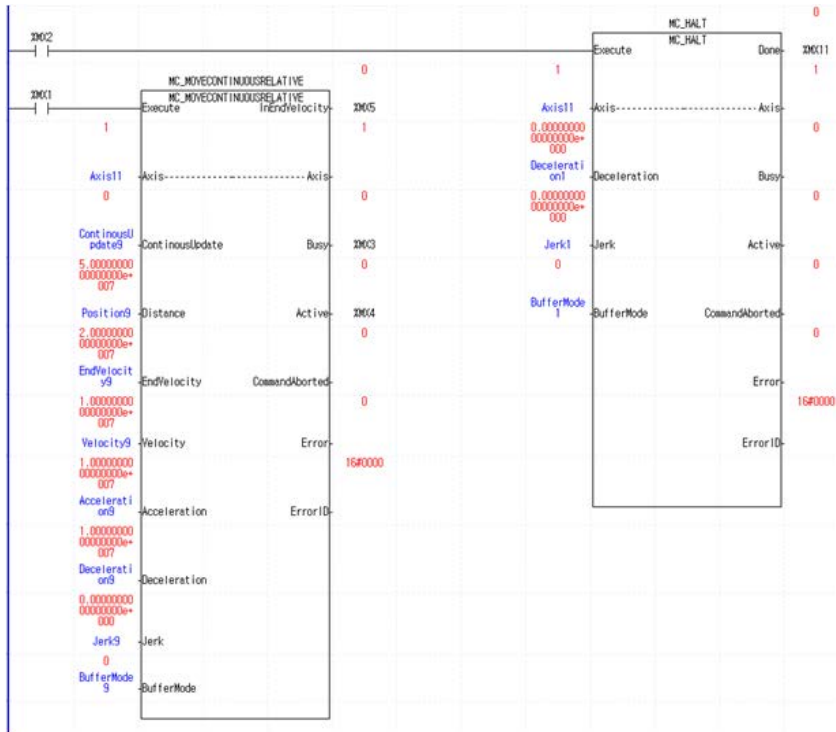 0
MC_HALT
%MX2
MC_HALT
Execute
Done
%MX11
0
1
1
MC_MOVECONTINUOUSRELATIVE
%MX1
MC_MOVECONTINUOUSRELATIVE
Execute
InEndVelocity
%MX5
Axis11
Axis
Axis
1
1
0.00000000
00000000e+
000
0
Decelerati
on1
Deceleration
Busy
Axis11
Axis
Axis
0
0
0.00000000
00000000e+
000
0
ContinousU
pdate9
ContinousUpdate
Busy
%MX3
Jerk1
Jerk
Active
5.00000000
00000000e+
007
0
0
0
Position9
Distance
Active
%MX4
BufferMode
1
BufferMode
CommandAborted
2.00000000
00000000e+
007
0
0
EndVelocit
y9
EndVelocity
CommandAborted
Error
1.00000000
00000000e+
007
0
16#0000
Velocity9
Velocity
Error
ErrorID
1.00000000
00000000e+
007
16#0000
Accelerati
on9
Acceleration
ErrorID
1.00000000
00000000e+
007
Decelerati
on9
Deceleration
0.00000000
00000000e+
000
Jerk9
Jerk
0
BufferMode
9
BufferMode